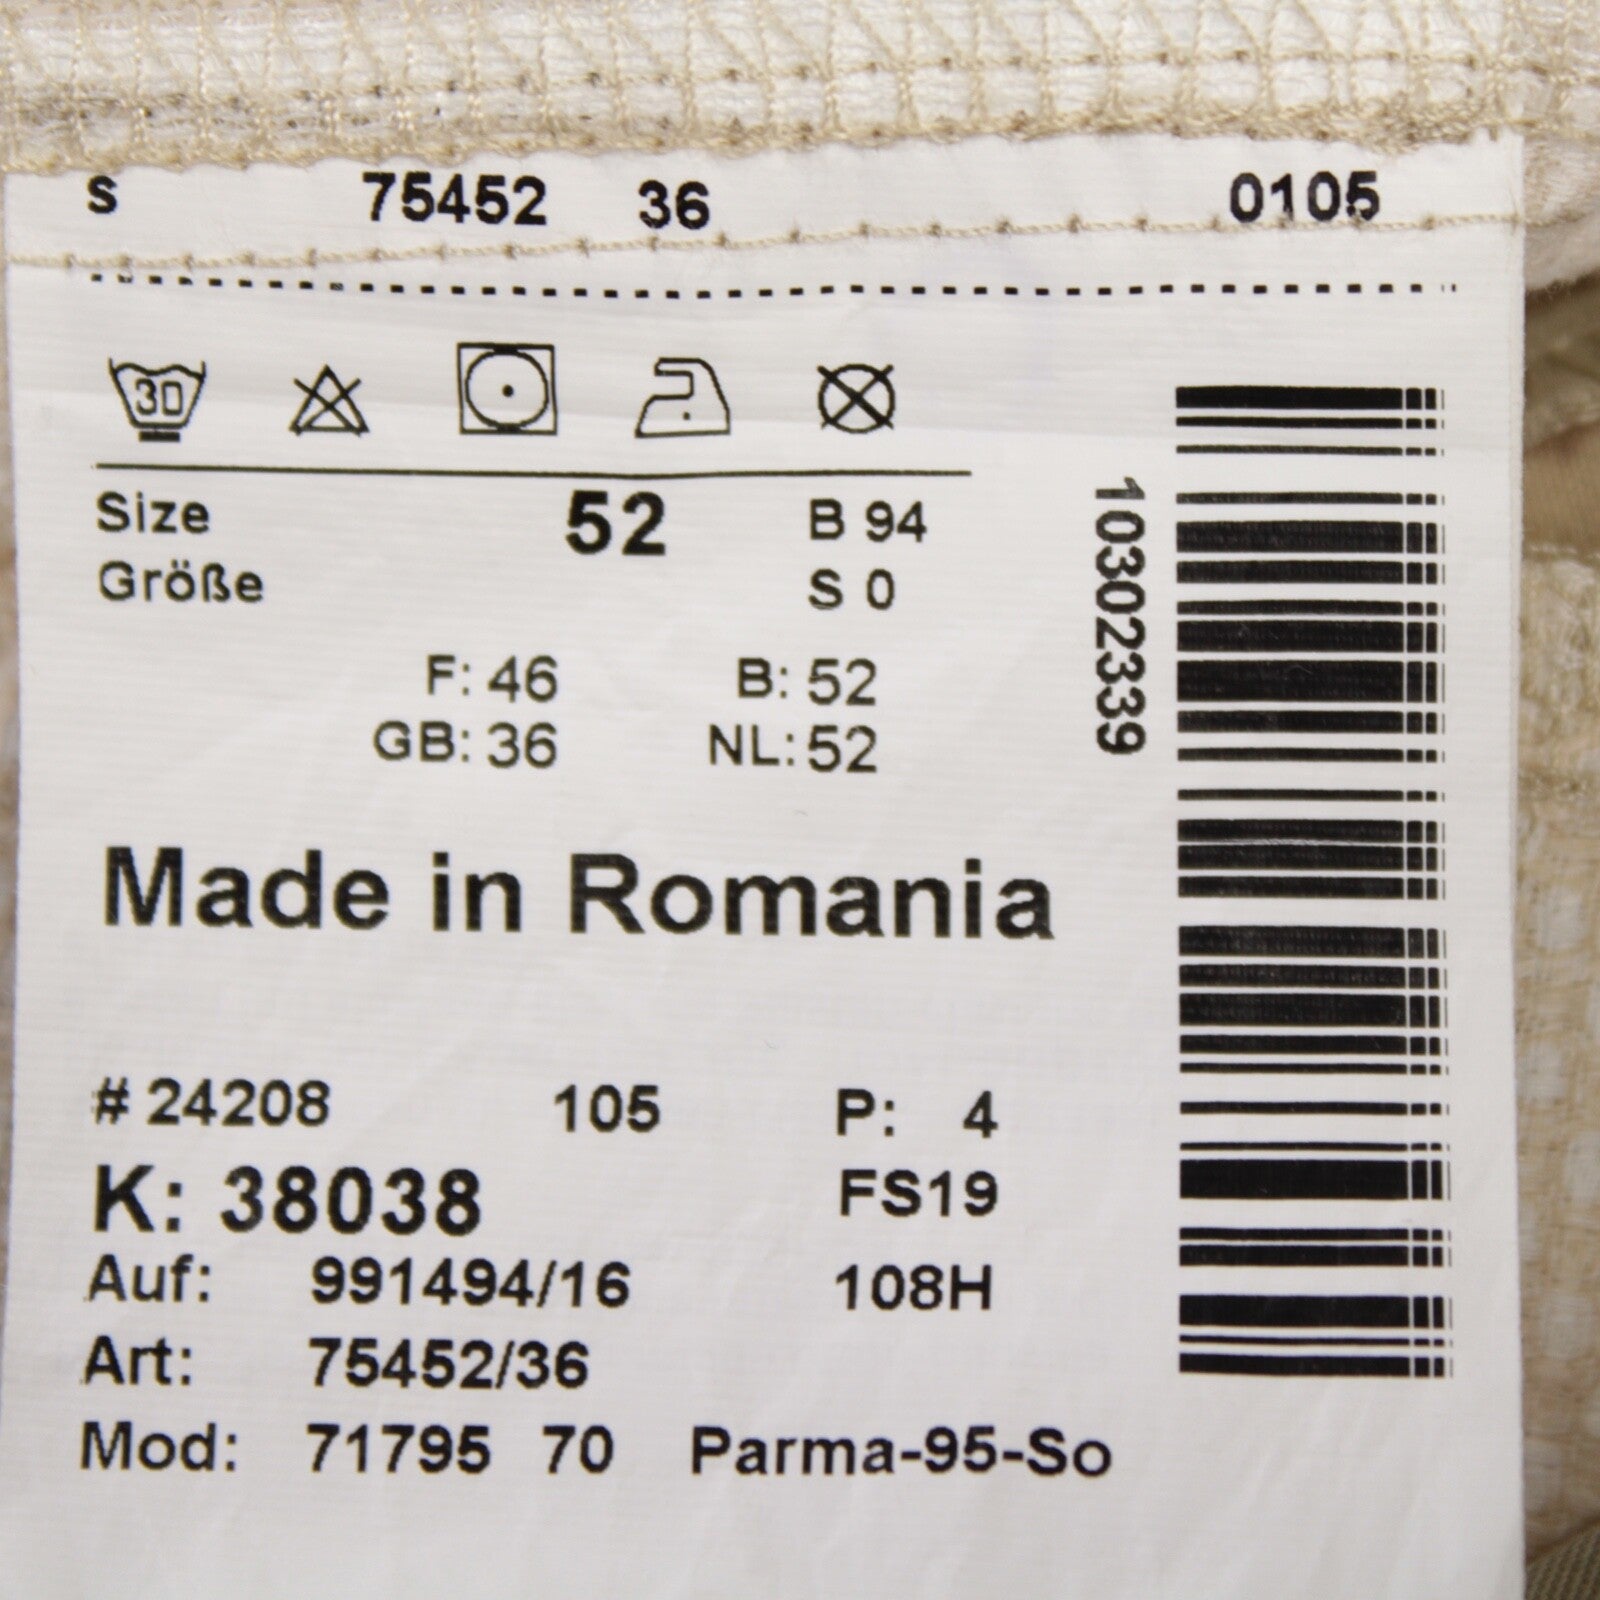 S 75452 36 0105
30
Size 52 B 94
Größe S 0
F: 46 B: 52
GB: 36 NL: 52
Made in Romania
# 24208 105 P: 4
K: 38038 FS19
Auf: 991494/16 108H
Art: 75452/36
Mod: 71795 70 Parma-95-So
10302339